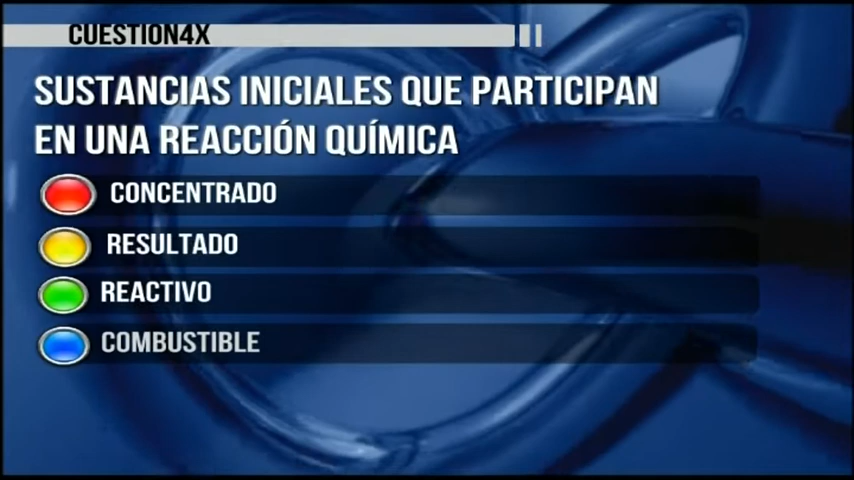 CUESTION4X
SUSTANCIAS INICIALES QUE PARTICIPAN
EN UNA REACCIÓN QUÍMICA
CONCENTRADO
RESULTADO
REACTIVO
COMBUSTIBLE